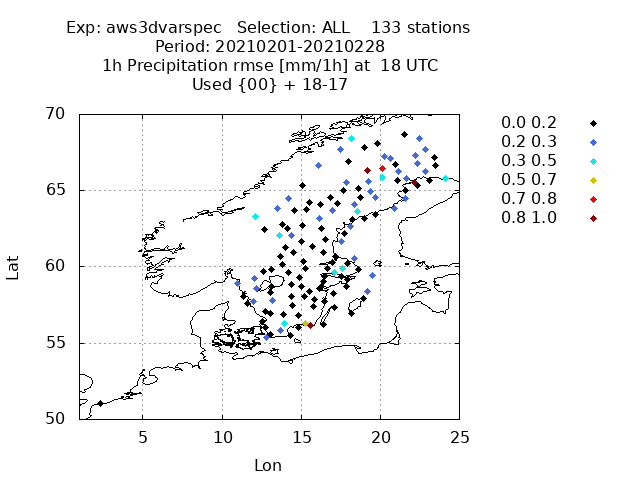 Exp: aws3dvarspec Selection: ALL 133 stations
Period: 20210201-20210228
1h Precipitation rmse [mm/1h] at 18 UTC
Used {00} + 18-17
70
65
60
55
50
Lat
5 10 15 20 25
Lon
0.0 0.2
0.2 0.3
0.3 0.5
0.5 0.7
0.7 0.8
0.8 1.0